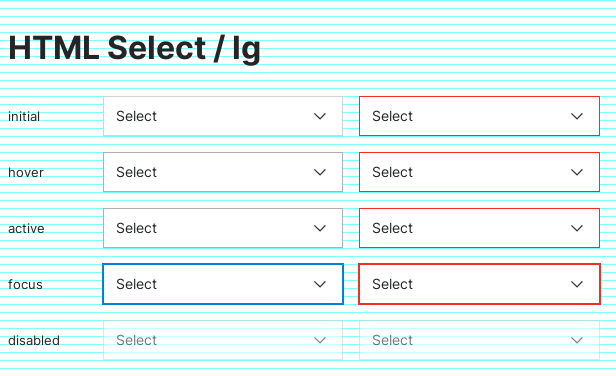 HTML Select / lg
initial Select Select
hover Select Select
active Select Select
focus Select Select
disabled Select Select